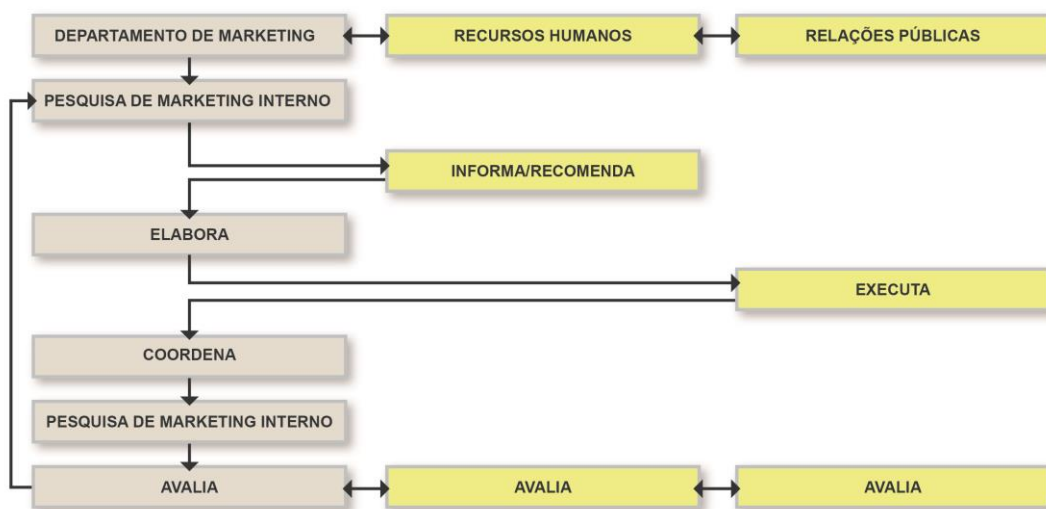 DEPARTAMENTO DE MARKETING
RECURSOS HUMANOS
RELAÇÕES PÚBLICAS
PESQUISA DE MARKETING INTERNO
INFORMA/RECOMENDA
ELABORA
EXECUTA
COORDENA
PESQUISA DE MARKETING INTERNO
AVALIA
AVALIA
AVALIA